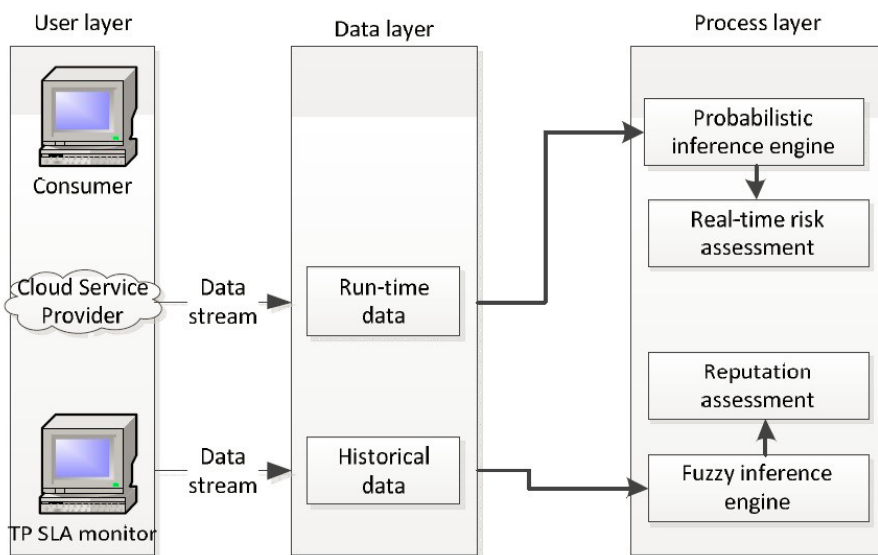 User layer
Data layer
Process layer
Consumer
Cloud Service
Provider
Data
stream
Run-time
data
Probabilistic
inference engine
Real-time risk
assessment
TP SLA monitor
Data
stream
Historical
data
Reputation
assessment
Fuzzy inference
engine